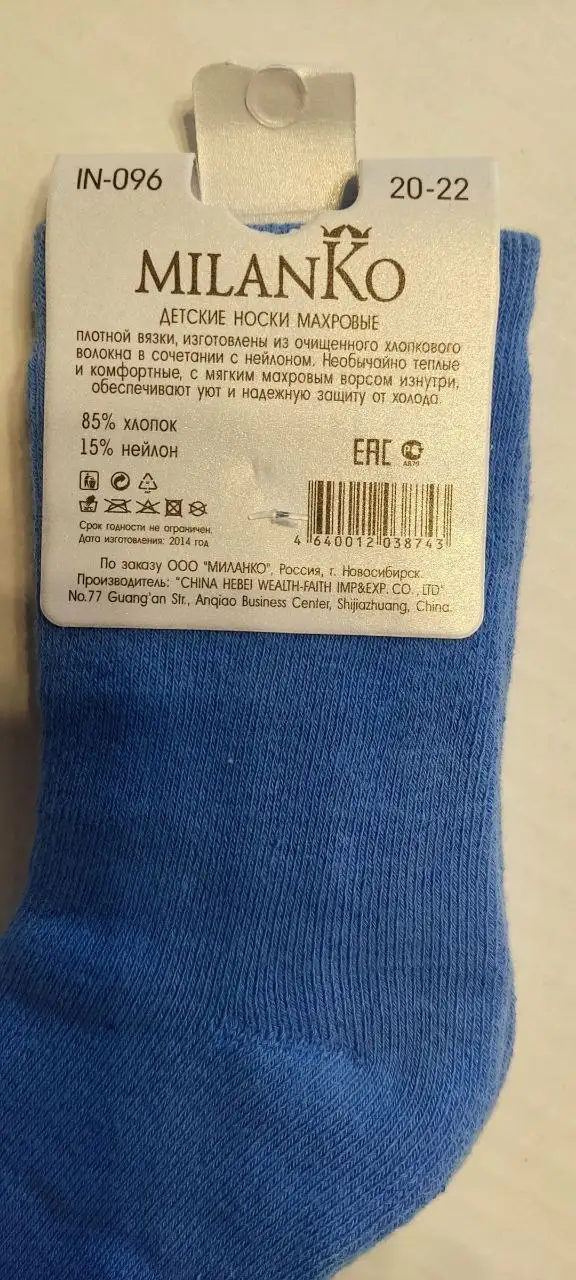 IN-096
20-22
MILANKO
ДЕТСКИЕ НОСКИ МАХРОВЫЕ
ПЛОТНОЙ ВЯЗКИ, ИЗГОТОВЛЕНЫ ИЗ ОЧИЩЕННОГО ХЛОПКОВОГО
ВОЛОКНА В СОЧЕТАНИИ С НЕЙЛОНОМ. Необычайно теплые
и комфортные, с мягким махровым ворсом изнутри,
обеспечивают уют и надежную защиту от холода.
85% ХЛОПОК
15% НЕЙЛОН
ЕАС
АВ79
Срок годности не ограничен.
Дата изготовления: 2014 год
4 640012 038743
По заказу ООО "МИЛАНКО", Россия, г. Новосибирск.
Производитель: "CHINA HEBEI WEALTH-FAITH IMP&EXP. CO., LTD"
No.77 Guang'an Str., Anqiao Business Center, Shijiazhuang, China.